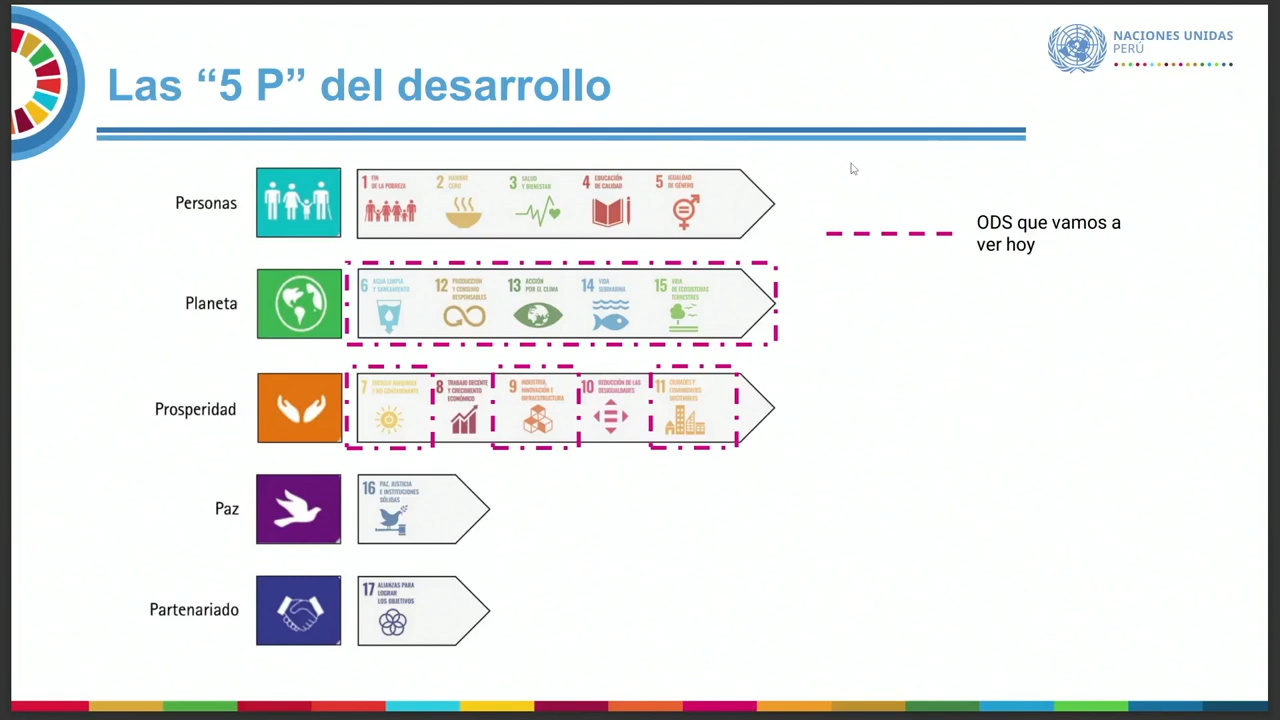 NACIONES UNIDAS
PERÚ
Las “5 P” del desarrollo
Personas
1 FIN
DE LA POBREZA
2 HAMBRE
CERO
3 SALUD
Y BIENESTAR
4 EDUCACIÓN
DE CALIDAD
5 IGUALDAD
DE GÉNERO
ODS que vamos a
ver hoy
Planeta
6 AGUA LIMPIA
Y SANEAMIENTO
12 PRODUCCIÓN
Y CONSUMO
RESPONSABLES
13 ACCIÓN
POR EL CLIMA
14 VIDA
SUBMARINA
15 VIDA
DE ECOSISTEMAS
TERRESTRES
Prosperidad
7 ENERGÍA ASEQUIBLE
Y NO CONTAMINANTE
8 TRABAJO DECENTE
Y CRECIMIENTO
ECONÓMICO
9 INDUSTRIA,
INNOVACIÓN E
INFRAESTRUCTURA
10 REDUCCIÓN DE LAS
DESIGUALDADES
11 CIUDADES Y
COMUNIDADES
SOSTENIBLES
Paz
16 PAZ, JUSTICIA
E INSTITUCIONES
SÓLIDAS
Partenariado
17 ALIANZAS PARA
LOGRAR
LOS OBJETIVOS